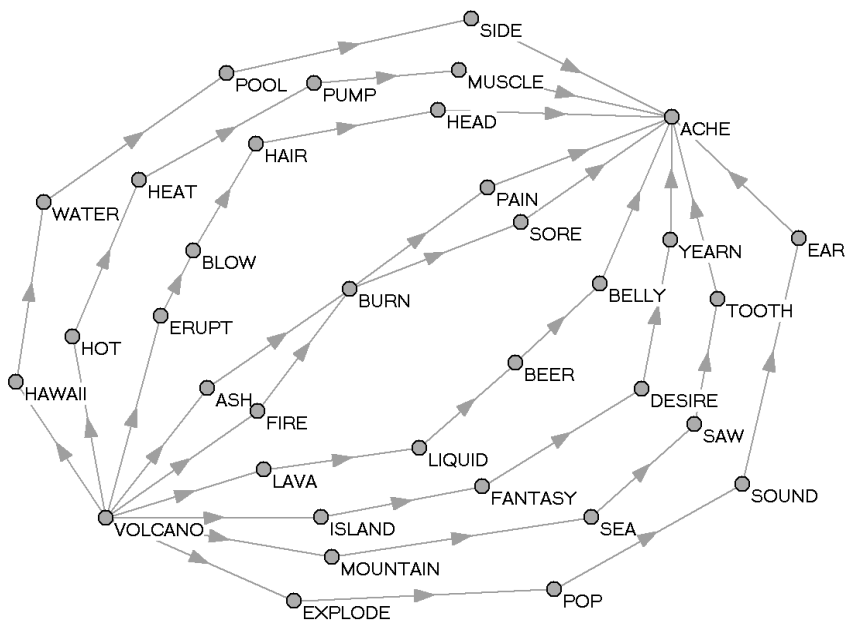 SIDE
POOL
MUSCLE
PUMP
HEAD
ACHE
HAIR
HEAT
PAIN
WATER
SORE
YEARN
EAR
BLOW
BELLY
BURN
TOOTH
ERUPT
HOT
BEER
HAWAII
ASH
DESIRE
FIRE
SAW
LIQUID
LAVA
FANTASY
SOUND
VOLCANO
ISLAND
SEA
MOUNTAIN
POP
EXPLODE